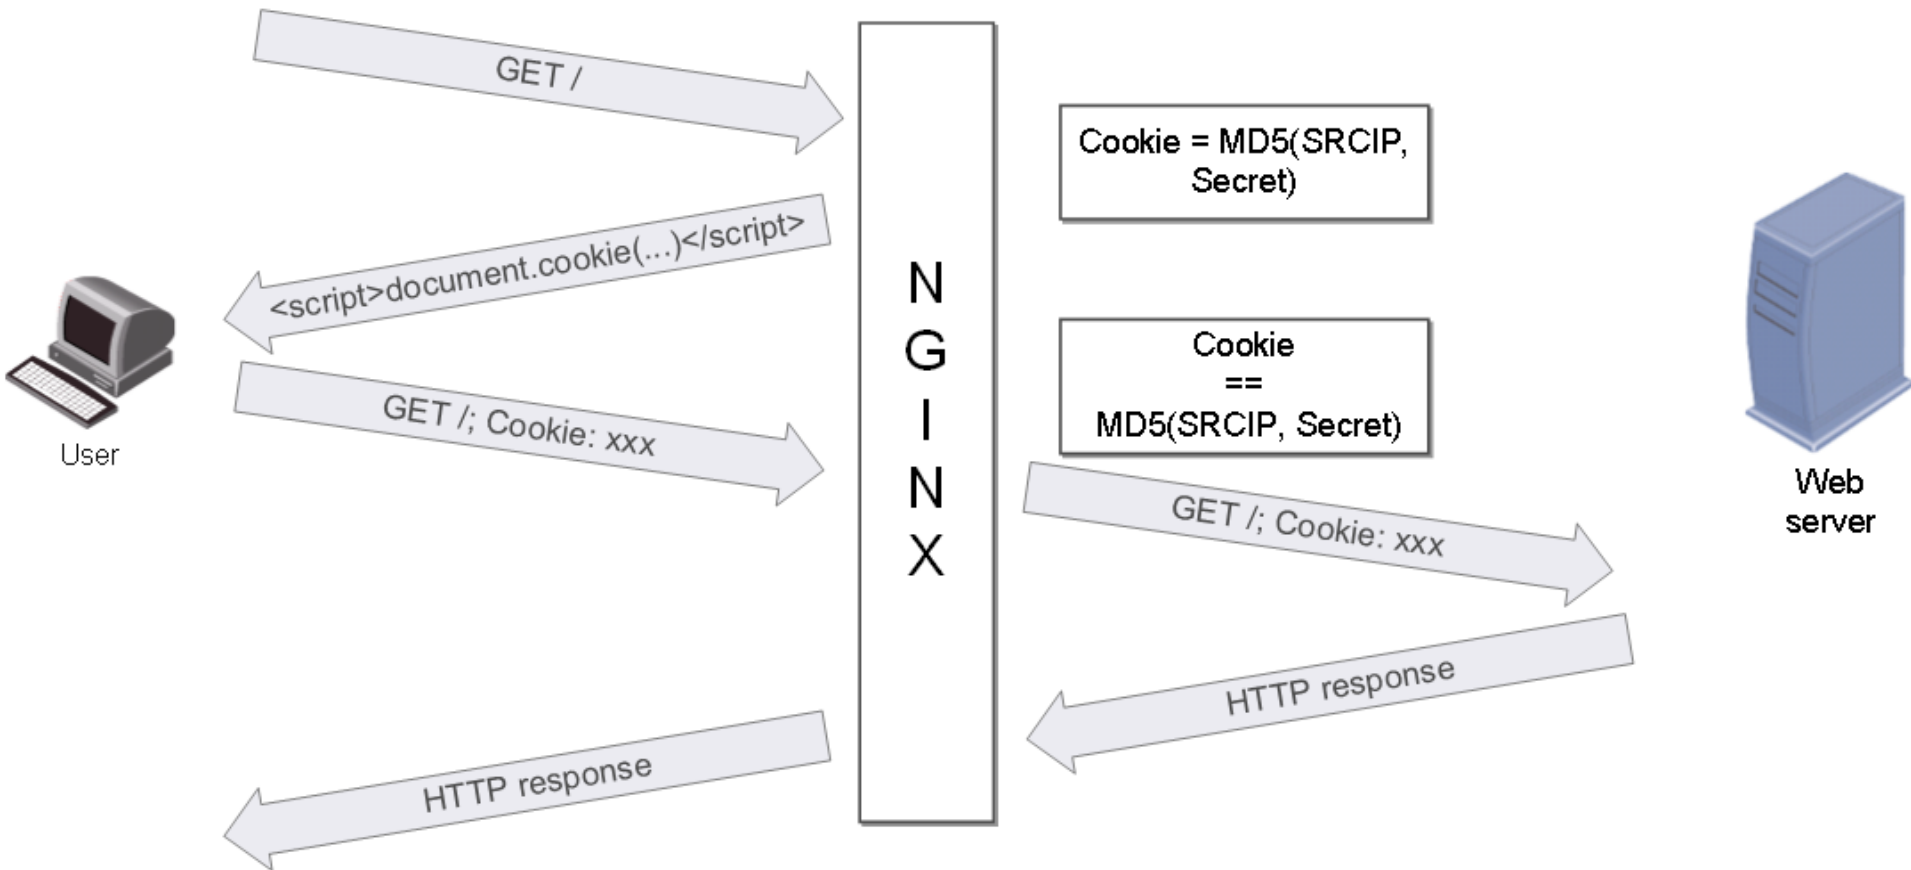 GET /
Cookie = MD5(SRCIP,
Secret)
<script>document.cookie(...)</script>
N
G
I
N
X
Cookie
==
MD5(SRCIP, Secret)
GET /; Cookie: xxx
User
GET /; Cookie: xxx
Web
server
HTTP response
HTTP response